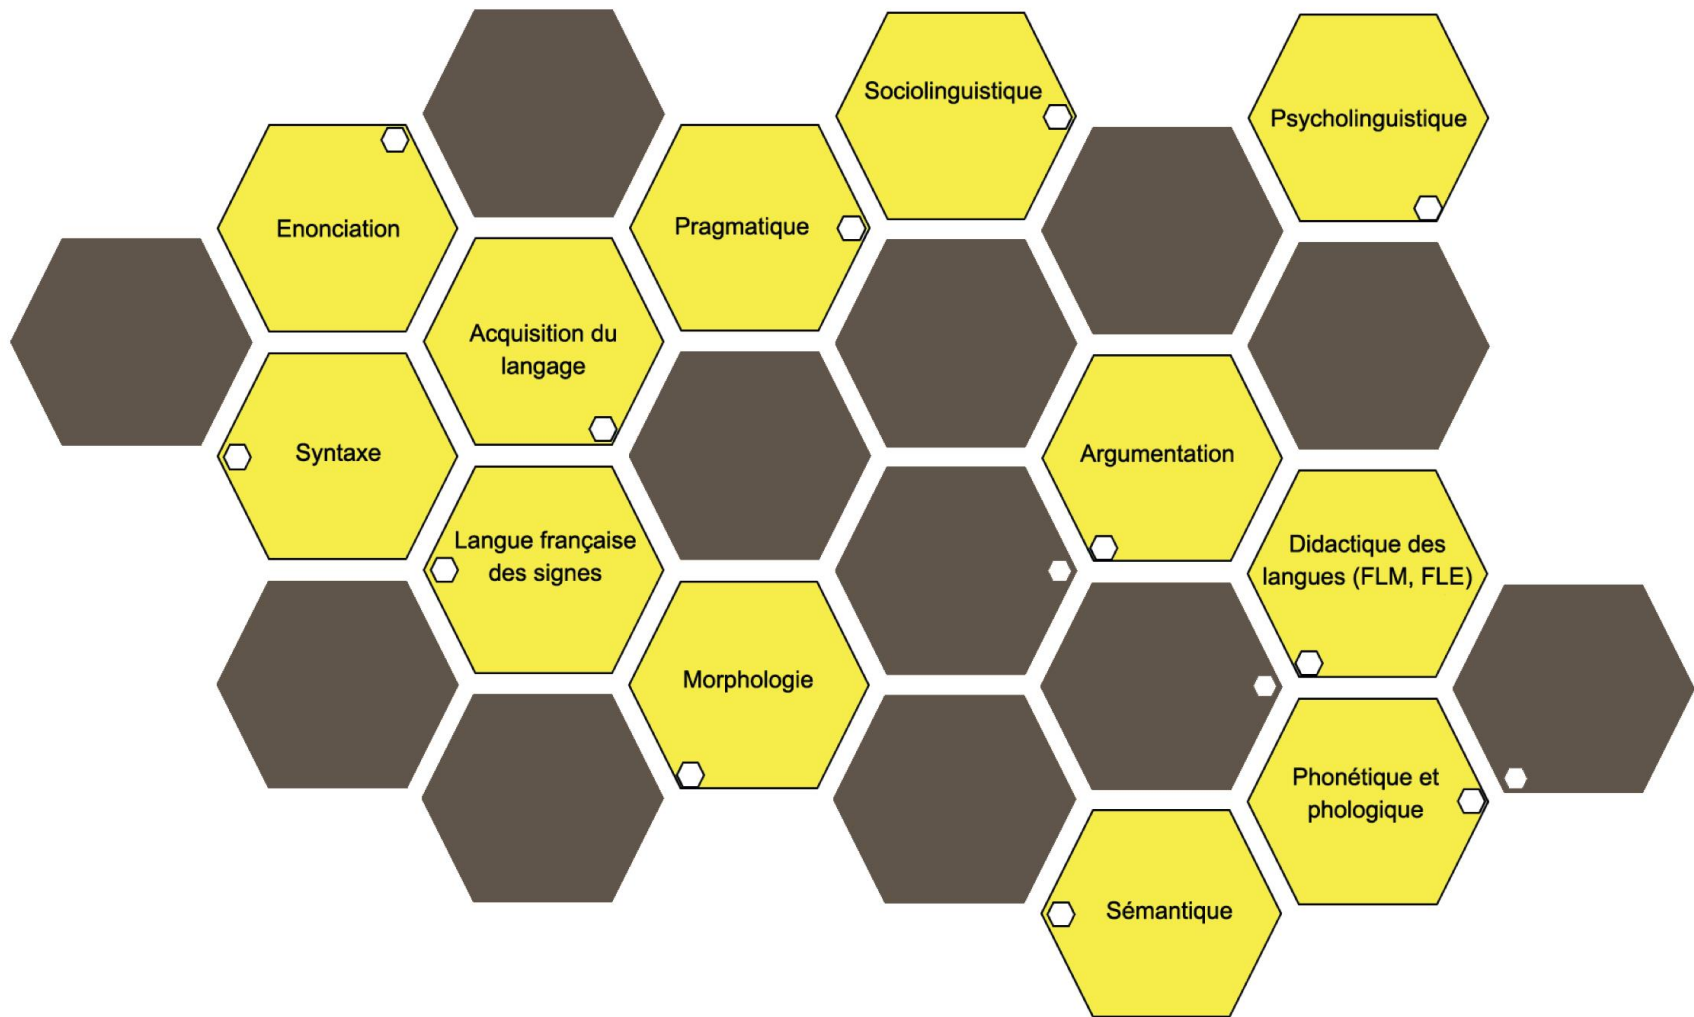 Sociolinguistique
Psycholinguistique
Enonciation
Pragmatique
Acquisition du
langage
Syntaxe
Argumentation
Langue française
des signes
Didactique des
langues (FLM, FLE)
Morphologie
Phonétique et
phologique
Sémantique